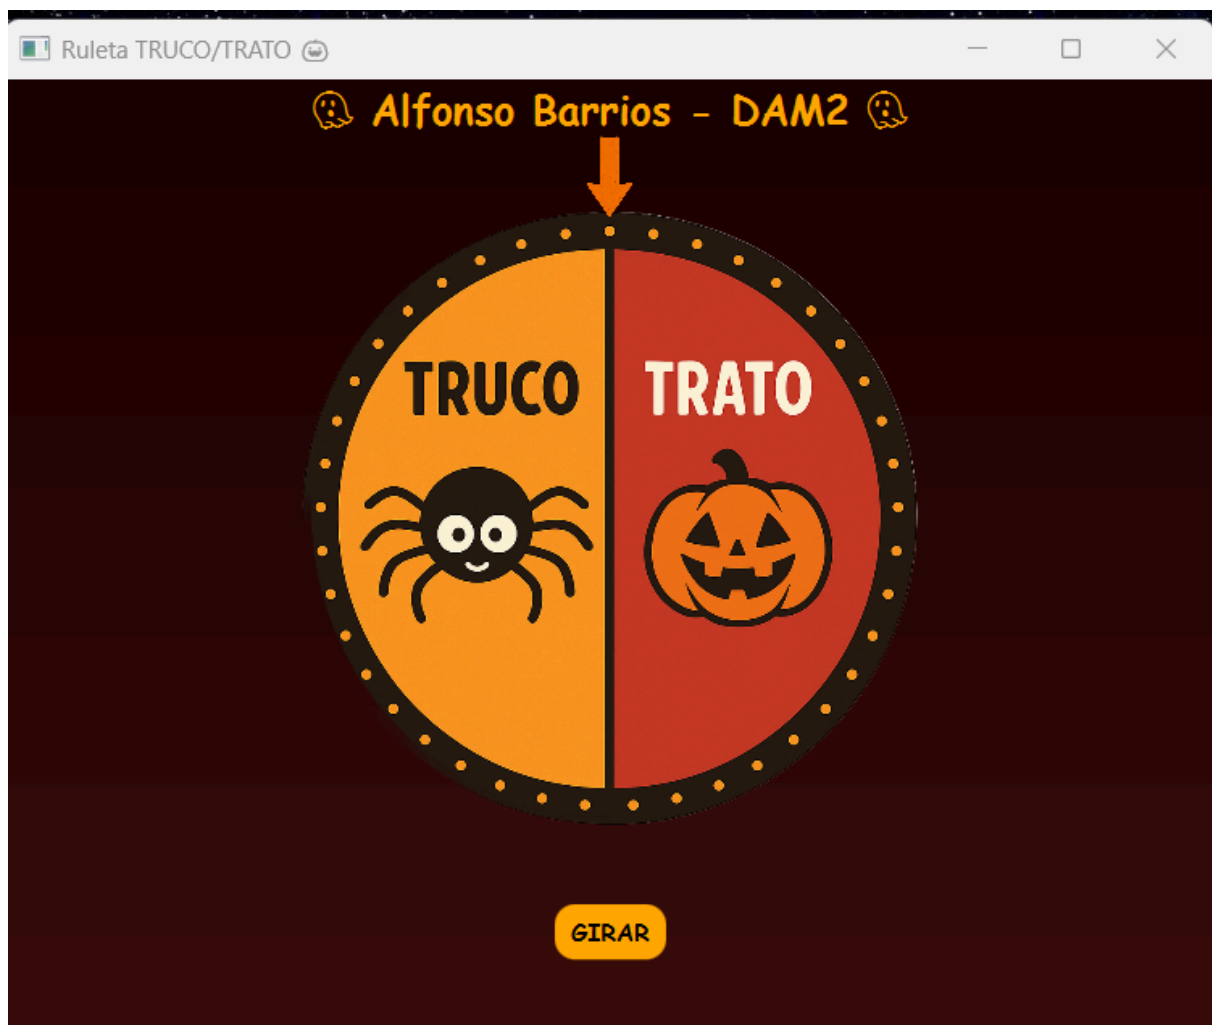 Ruleta TRUCO/TRATO 🎃
👻 Alfonso Barrios - DAM2 👻
TRUCO TRATO
GIRAR